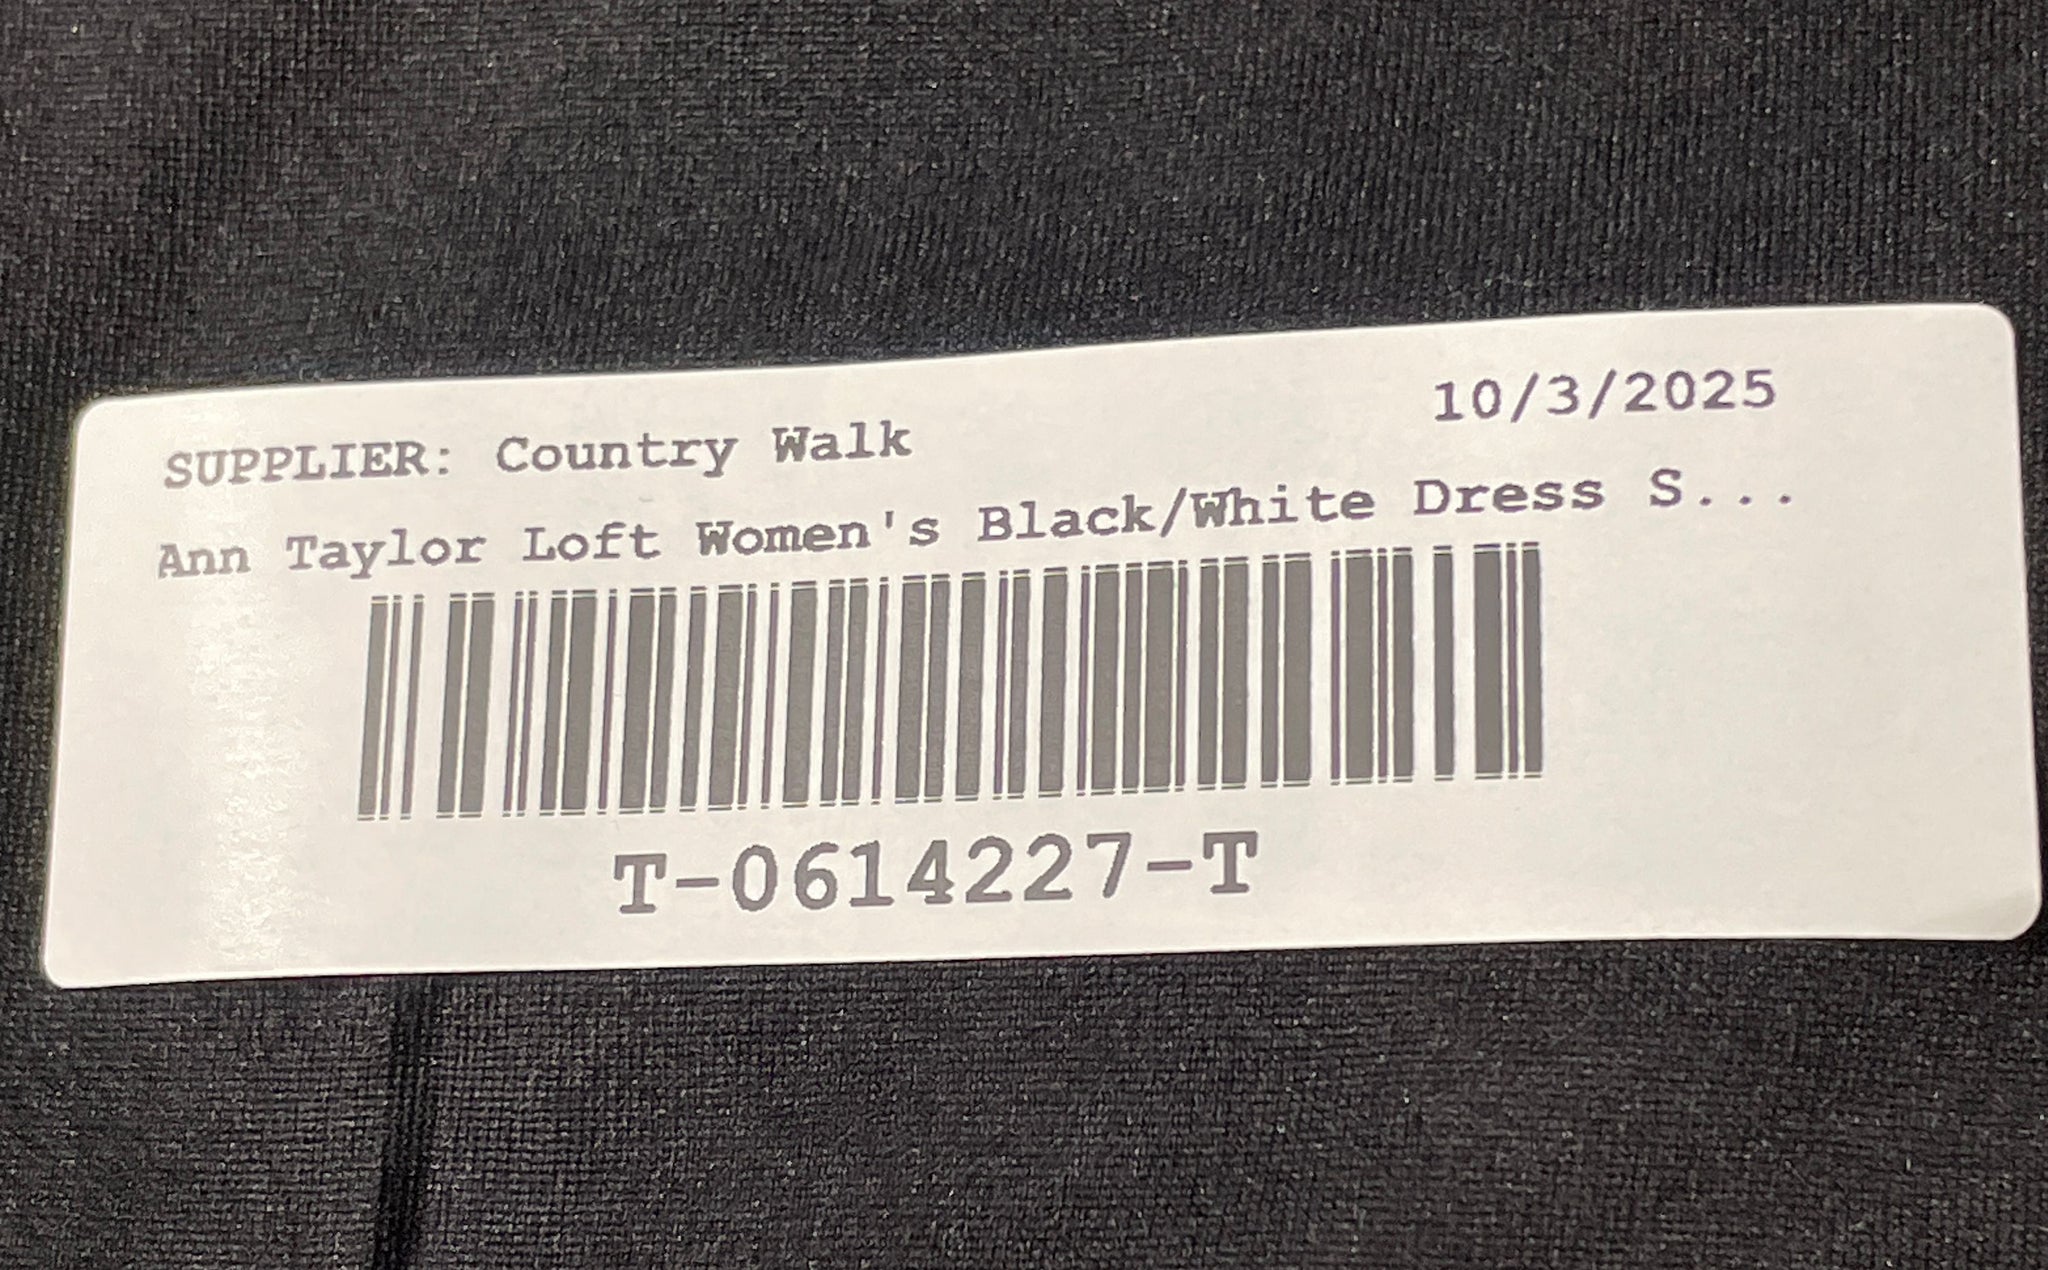 10/3/2025
SUPPLIER: Country Walk
Ann Taylor Loft Women's Black/White Dress S...
T-0614227-T